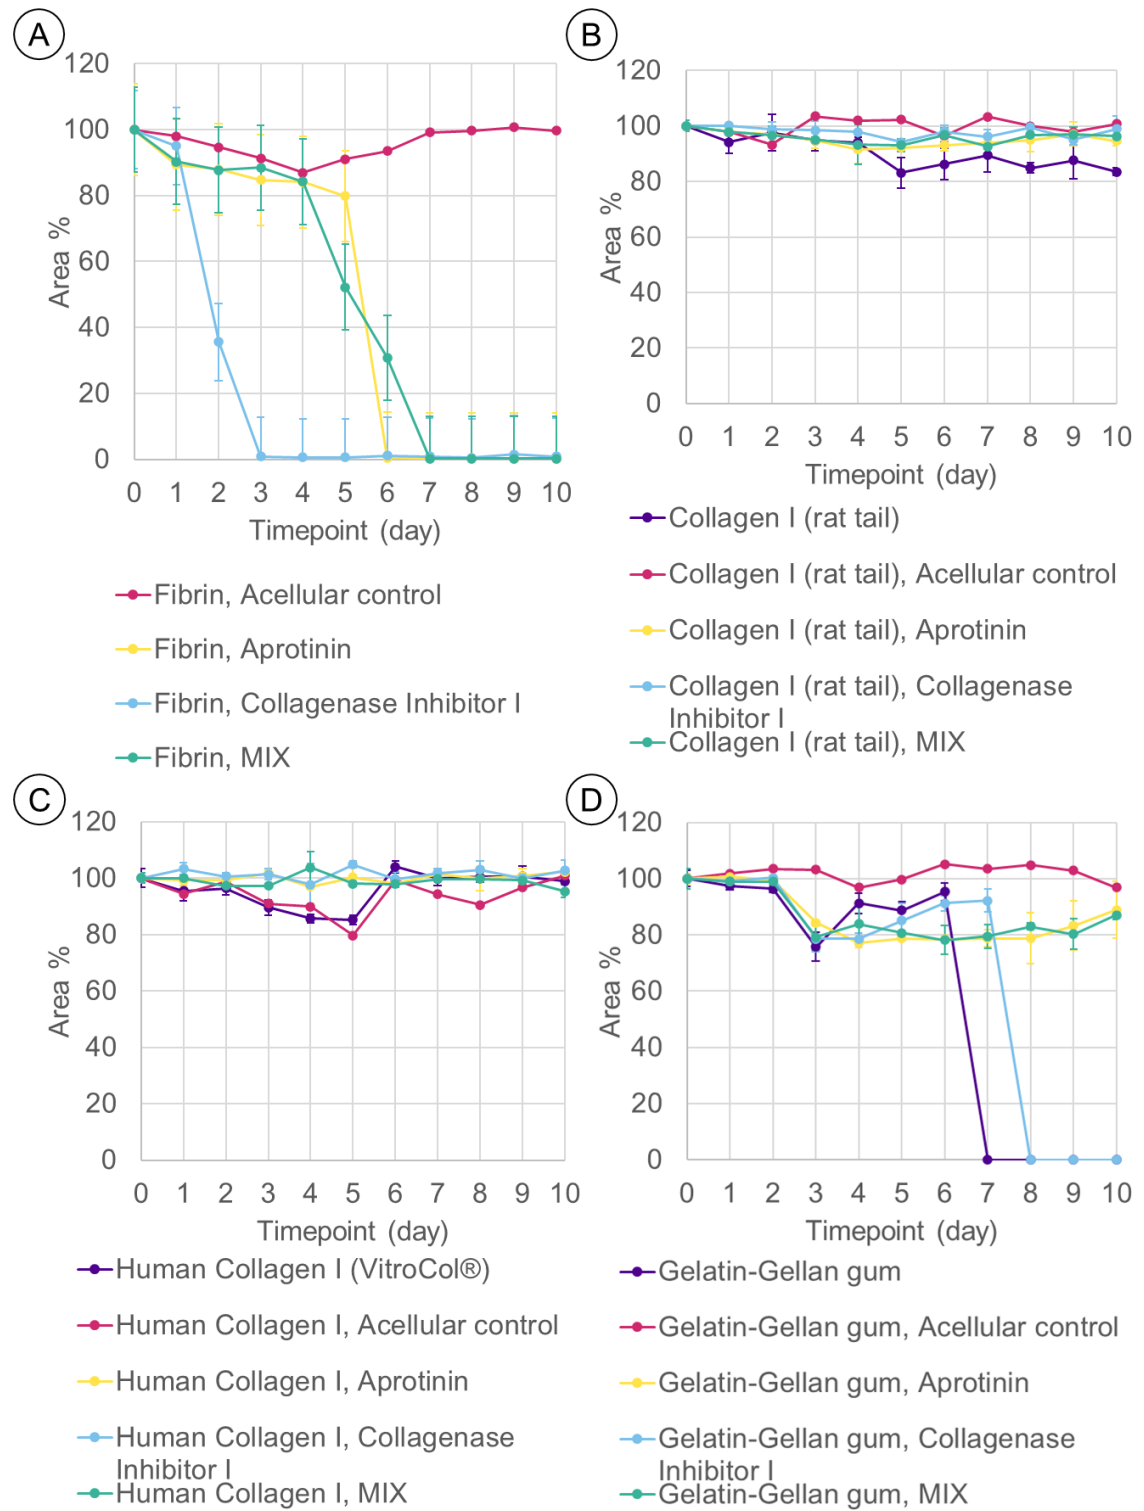 A
120
100
80
60
40
20
0
Area %
0 1 2 3 4 5 6 7 8 9 10
Timepoint (day)
Fibrin, Acellular control
Fibrin, Aprotinin
Fibrin, Collagenase Inhibitor I
Fibrin, MIX
B
120
100
80
60
40
20
0
Area %
0 1 2 3 4 5 6 7 8 9 10
Timepoint (day)
Collagen I (rat tail)
Collagen I (rat tail), Acellular control
Collagen I (rat tail), Aprotinin
Collagen I (rat tail), Collagenase
Inhibitor I
Collagen I (rat tail), MIX
C
120
100
80
60
40
20
0
Area %
0 1 2 3 4 5 6 7 8 9 10
Timepoint (day)
Human Collagen I (VitroCol®)
Human Collagen I, Acellular control
Human Collagen I, Aprotinin
Human Collagen I, Collagenase
Inhibitor I
Human Collagen I, MIX
D
120
100
80
60
40
20
0
Area %
0 1 2 3 4 5 6 7 8 9 10
Timepoint (day)
Gelatin-Gellan gum
Gelatin-Gellan gum, Acellular control
Gelatin-Gellan gum, Aprotinin
Gelatin-Gellan gum, Collagenase
Inhibitor I
Gelatin-Gellan gum, MIX